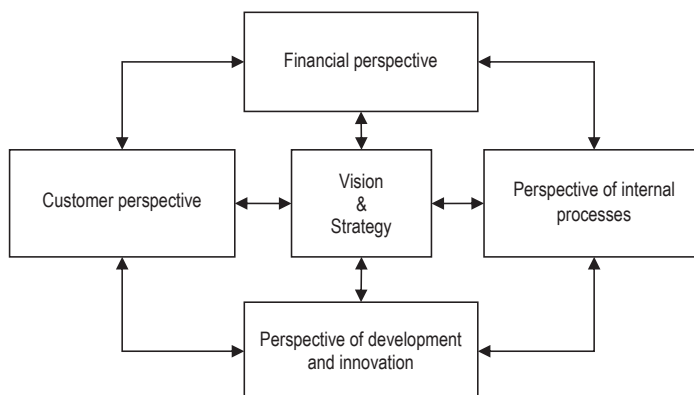 Financial perspective
Customer perspective
Vision
&
Strategy
Perspective of internal
processes
Perspective of development
and innovation